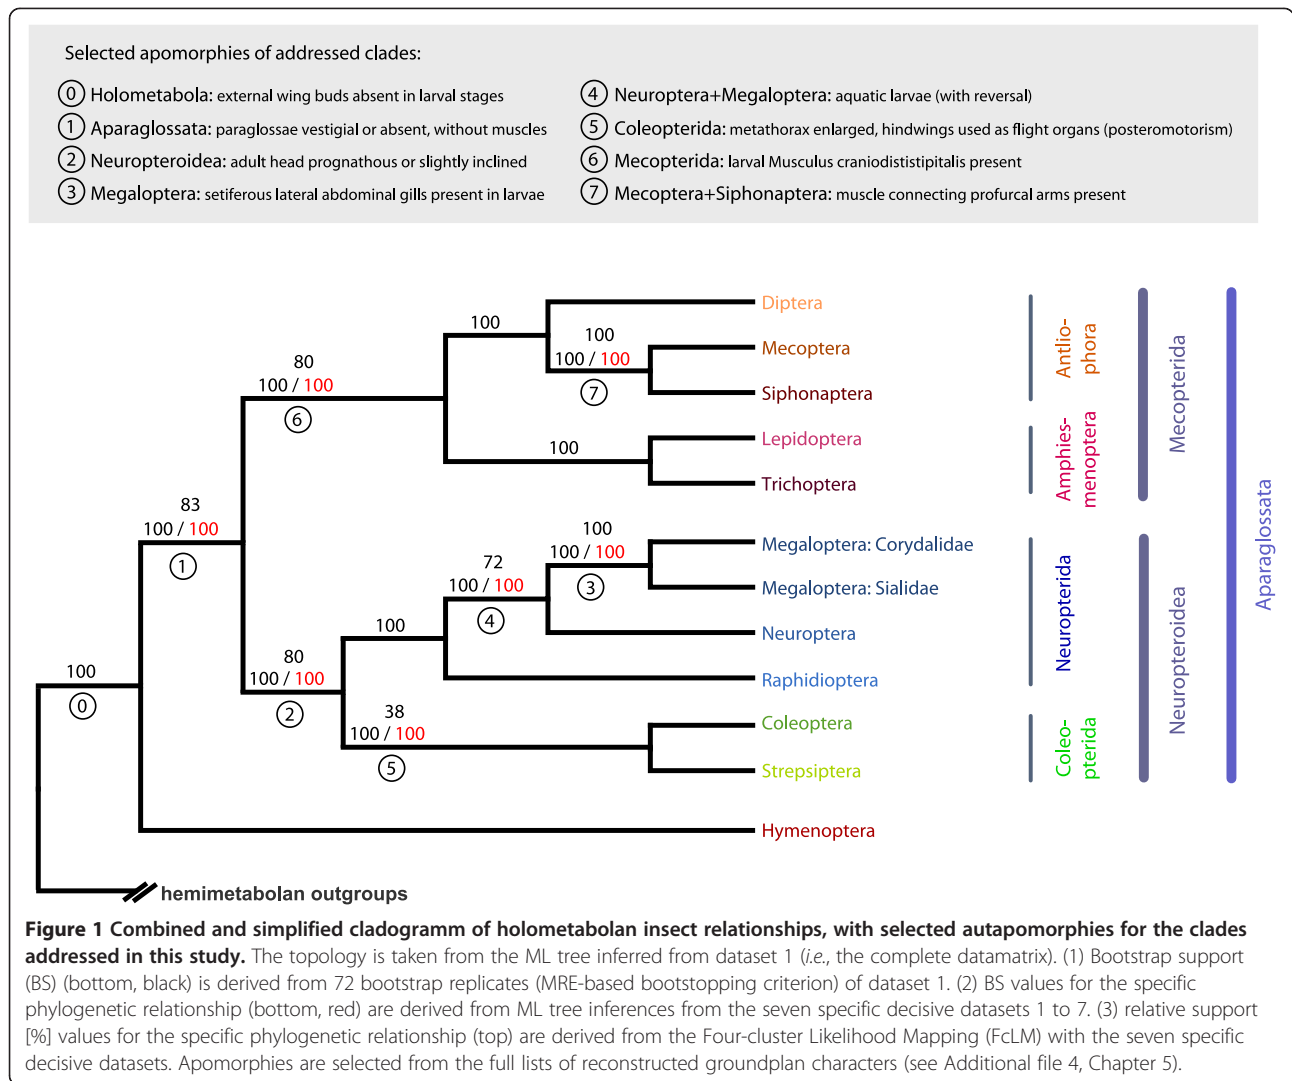 Selected apomorphies of addressed clades:
0 Holometabola: external wing buds absent in larval stages
1 Aparaglossata: paraglossae vestigial or absent, without muscles
2 Neuropteroidea: adult head prognathous or slightly inclined
3 Megaloptera: setiferous lateral abdominal gills present in larvae
4 Neuroptera+Megaloptera: aquatic larvae (with reversal)
5 Coleopterida: metathorax enlarged, hindwings used as flight organs (posteromotorism)
6 Mecopterida: larval Musculus craniodististipitalis present
7 Mecoptera+Siphonaptera: muscle connecting profurcal arms present
Diptera
100
100
100 / 100
7
Mecoptera
Siphonaptera
80
100 / 100
6
Lepidoptera
100
Trichoptera
83
100 / 100
1
100
100 / 100
3
Megaloptera: Corydalidae
Megaloptera: Sialidae
72
100 / 100
4
Neuroptera
100
Raphidioptera
80
100 / 100
2
38
100 / 100
5
Coleoptera
Strepsiptera
100
0
Hymenoptera
hemimetabolan outgroups
Antlio-
phora
Amphies-
menoptera
Neuropterida
Coleo-
pterida
Mecopterida
Neuropteroidea
Aparaglossata
Figure 1 Combined and simplified cladogramm of holometabolan insect relationships, with selected autapomorphies for the clades
addressed in this study. The topology is taken from the ML tree inferred from dataset 1 (i.e., the complete datamatrix). (1) Bootstrap support
(BS) (bottom, black) is derived from 72 bootstrap replicates (MRE-based bootstopping criterion) of dataset 1. (2) BS values for the specific
phylogenetic relationship (bottom, red) are derived from ML tree inferences from the seven specific decisive datasets 1 to 7. (3) relative support
[%] values for the specific phylogenetic relationship (top) are derived from the Four-cluster Likelihood Mapping (FcLM) with the seven specific
decisive datasets. Apomorphies are selected from the full lists of reconstructed groundplan characters (see Additional file 4, Chapter 5).